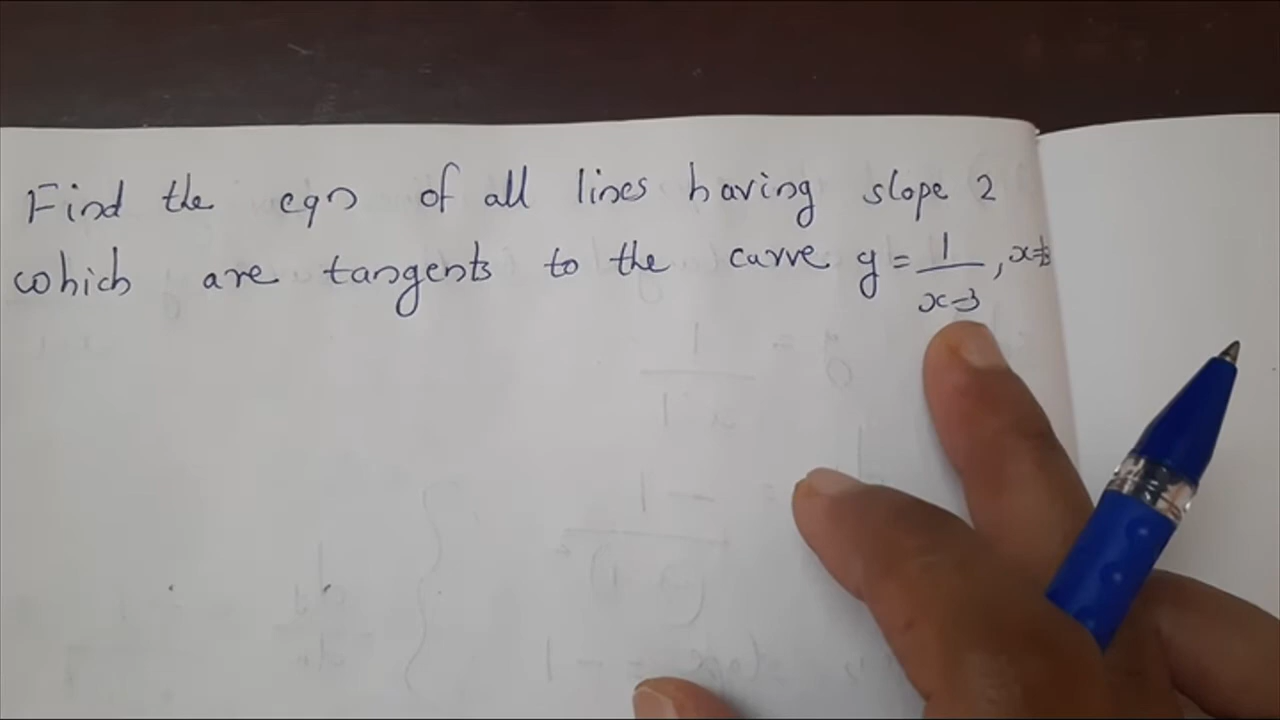 Find the eqn of all lines having slope 2
which are tangents to the curve y = 1/(x-3), x≠3